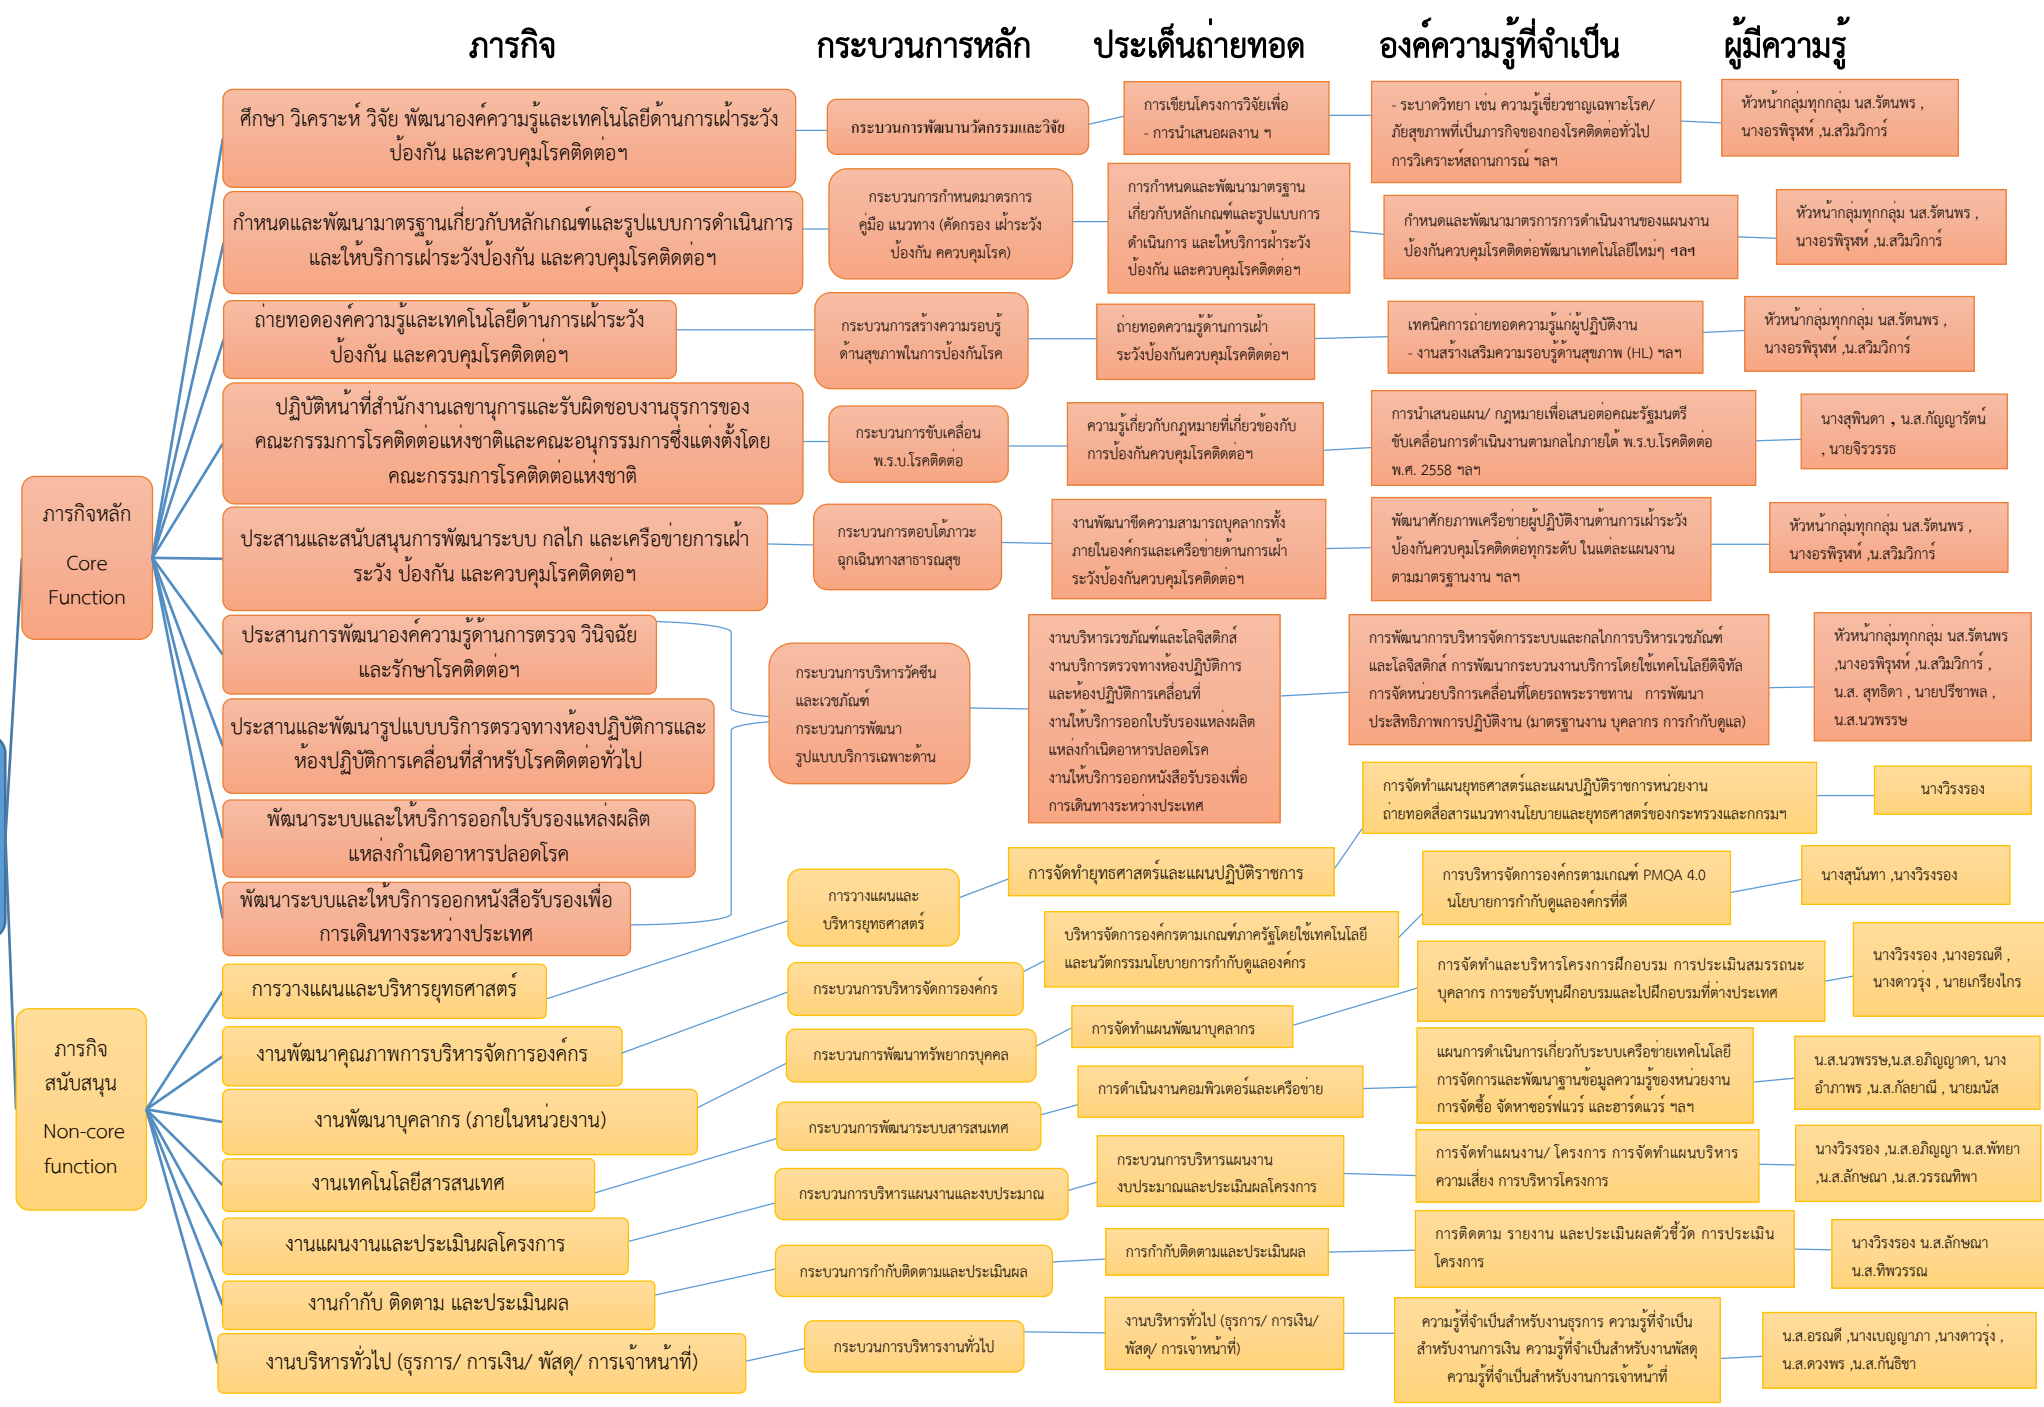 ภารกิจ
กระบวนการหลัก
ประเด็นถ่ายทอด
องค์ความรู้ที่จำเป็น
ผู้มีความรู้
ภารกิจหลัก
Core
Function
ศึกษา วิเคราะห์ วิจัย พัฒนาองค์ความรู้และเทคโนโลยีด้านการเฝ้าระวัง
ป้องกัน และควบคุมโรคติดต่อฯ
กระบวนการพัฒนานวัตกรรมและวิจัย
การเขียนโครงการวิจัยเพื่อ
- การนำเสนอผลงาน ฯ
- ระบาดวิทยา เช่น ความรู้เชี่ยวชาญเฉพาะโรค/
ภัยสุขภาพที่เป็นภารกิจของกองโรคติดต่อทั่วไป
การวิเคราะห์สถานการณ์ ฯลฯ
หัวหน้ากลุ่มทุกกลุ่ม นส.รัตนพร ,
นางอรพิรุฬห์ ,น.สวิมวิการ์
กำหนดและพัฒนามาตรฐานเกี่ยวกับหลักเกณฑ์และรูปแบบการดำเนินการ
และให้บริการเฝ้าระวังป้องกัน และควบคุมโรคติดต่อฯ
กระบวนการกำหนดมาตรการ
คู่มือ แนวทาง (คัดกรอง เฝ้าระวัง
ป้องกัน คควบคุมโรค)
การกำหนดและพัฒนามาตรฐาน
เกี่ยวกับหลักเกณฑ์และรูปแบบการ
ดำเนินการ และให้บริการฝ้าระวัง
ป้องกัน และควบคุมโรคติดต่อฯ
กำหนดและพัฒนามาตรการการดำเนินงานของแผนงาน
ป้องกันควบคุมโรคติดต่อพัฒนาเทคโนโลยีใหม่ๆ ฯลฯ
หัวหน้ากลุ่มทุกกลุ่ม นส.รัตนพร ,
นางอรพิรุฬห์ ,น.สวิมวิการ์
ถ่ายทอดองค์ความรู้และเทคโนโลยีด้านการเฝ้าระวัง
ป้องกัน และควบคุมโรคติดต่อฯ
กระบวนการสร้างความรอบรู้
ด้านสุขภาพในการป้องกันโรค
ถ่ายทอดความรู้ด้านการเฝ้า
ระวังป้องกันควบคุมโรคติดต่อฯ
เทคนิคการถ่ายทอดความรู้แก่ผู้ปฏิบัติงาน
- งานสร้างเสริมความรอบรู้ด้านสุขภาพ (HL) ฯลฯ
หัวหน้ากลุ่มทุกกลุ่ม นส.รัตนพร ,
นางอรพิรุฬห์ ,น.สวิมวิการ์
ปฏิบัติหน้าที่สำนักงานเลขานุการและรับผิดชอบงานธุรการของ
คณะกรรมการโรคติดต่อแห่งชาติและคณะอนุกรรมการซึ่งแต่งตั้งโดย
คณะกรรมการโรคติดต่อแห่งชาติ
กระบวนการขับเคลื่อน
พ.ร.บ.โรคติดต่อ
ความรู้เกี่ยวกับกฎหมายที่เกี่ยวข้องกับ
การป้องกันควบคุมโรคติดต่อฯ
การนำเสนอแผน/ กฎหมายเพื่อเสนอต่อคณะรัฐมนตรี
ขับเคลื่อนการดำเนินงานตามกลไกภายใต้ พ.ร.บ.โรคติดต่อ
พ.ศ. 2558 ฯลฯ
นางสุพินดา , น.ส.กัญญารัตน์
, นายจิรวรรธ
ประสานและสนับสนุนการพัฒนาระบบ กลไก และเครือข่ายการเฝ้า
ระวัง ป้องกัน และควบคุมโรคติดต่อฯ
กระบวนการตอบโต้ภาวะ
ฉุกเฉินทางสาธารณสุข
งานพัฒนาขีดความสามารถบุคลากรทั้ง
ภายในองค์กรและเครือข่ายด้านการเฝ้า
ระวังป้องกันควบคุมโรคติดต่อฯ
พัฒนาศักยภาพเครือข่ายผู้ปฏิบัติงานด้านการเฝ้าระวัง
ป้องกันควบคุมโรคติดต่อทุกระดับ ในแต่ละแผนงาน
ตามมาตรฐานงาน ฯลฯ
หัวหน้ากลุ่มทุกกลุ่ม นส.รัตนพร ,
นางอรพิรุฬห์ ,น.สวิมวิการ์
ประสานการพัฒนาองค์ความรู้ด้านการตรวจ วินิจฉัย
และรักษาโรคติดต่อฯ
ประสานและพัฒนารูปแบบบริการตรวจทางห้องปฏิบัติการและ
ห้องปฏิบัติการเคลื่อนที่สำหรับโรคติดต่อทั่วไป
พัฒนาระบบและให้บริการออกใบรับรองแหล่งผลิต
แหล่งกำเนิดอาหารปลอดโรค
พัฒนาระบบและให้บริการออกหนังสือรับรองเพื่อ
การเดินทางระหว่างประเทศ
กระบวนการบริหารวัคซีน
และเวชภัณฑ์
กระบวนการพัฒนา
รูปแบบบริการเฉพาะด้าน
งานบริหารเวชภัณฑ์และโลจิสติกส์
งานบริการตรวจทางห้องปฏิบัติการ
และห้องปฏิบัติการเคลื่อนที่
งานให้บริการออกใบรับรองแหล่งผลิต
แหล่งกำเนิดอาหารปลอดโรค
งานให้บริการออกหนังสือรับรองเพื่อ
การเดินทางระหว่างประเทศ
การพัฒนาการบริหารจัดการระบบและกลไกการบริหารเวชภัณฑ์
และโลจิสติกส์ การพัฒนากระบวนงานบริการโดยใช้เทคโนโลยีดิจิทัล
การจัดหน่วยบริการเคลื่อนที่โดยรถพระราชทาน การพัฒนา
ประสิทธิภาพการปฏิบัติงาน (มาตรฐานงาน บุคลากร การกำกับดูแล)
หัวหน้ากลุ่มทุกกลุ่ม นส.รัตนพร
,นางอรพิรุฬห์ ,น.สวิมวิการ์ ,
น.ส. สุทธิดา , นายปรีชาพล ,
น.ส.นวพรรษ
ภารกิจ
สนับสนุน
Non-core
function
การวางแผนและบริหารยุทธศาสตร์
การวางแผนและ
บริหารยุทธศาสตร์
การจัดทำยุทธศาสตร์และแผนปฏิบัติราชการ
การจัดทำแผนยุทธศาสตร์และแผนปฏิบัติราชการหน่วยงาน
ถ่ายทอดสื่อสารแนวทางนโยบายและยุทธศาสตร์ของกระทรวงและกกรมฯ
นางวิรงรอง
งานพัฒนาคุณภาพการบริหารจัดการองค์กร
กระบวนการบริหารจัดการองค์กร
บริหารจัดการองค์กรตามเกณฑ์ภาครัฐโดยใช้เทคโนโลยี
และนวัตกรรมนโยบายการกำกับดูแลองค์กร
การบริหารจัดการองค์กรตามเกณฑ์ PMQA 4.0
นโยบายการกำกับดูแลองค์กรที่ดี
นางสุนันทา ,นางวิรงรอง
งานพัฒนาบุคลากร (ภายในหน่วยงาน)
กระบวนการพัฒนาทรัพยากรบุคคล
การจัดทำแผนพัฒนาบุคลากร
การจัดทำและบริหารโครงการฝึกอบรม การประเมินสมรรถนะ
บุคลากร การขอรับทุนฝึกอบรมและไปฝึกอบรมที่ต่างประเทศ
นางวิรงรอง ,นางอรณดี ,
นางดาวรุ่ง , นายเกรียงไกร
งานเทคโนโลยีสารสนเทศ
กระบวนการพัฒนาระบบสารสนเทศ
การดำเนินงานคอมพิวเตอร์และเครือข่าย
แผนการดำเนินการเกี่ยวกับระบบเครือข่ายเทคโนโลยี
การจัดการและพัฒนาฐานข้อมูลความรู้ของหน่วยงาน
การจัดซื้อ จัดหาซอร์ฟแวร์ และฮาร์ดแวร์ ฯลฯ
น.ส.นวพรรษ,น.ส.อภิญญาดา, นาง
อำภาพร ,น.ส.กัลยาณี , นายมนัส
งานแผนงานและประเมินผลโครงการ
กระบวนการบริหารแผนงานและงบประมาณ
กระบวนการบริหารแผนงาน
งบประมาณและประเมินผลโครงการ
การจัดทำแผนงาน/ โครงการ การจัดทำแผนบริหาร
ความเสี่ยง การบริหารโครงการ
นางวิรงรอง ,น.ส.อภิญญา น.ส.พัทยา
,น.ส.ลักษณา ,น.ส.วรรณทิพา
งานกำกับ ติดตาม และประเมินผล
กระบวนการกำกับติดตามและประเมินผล
การกำกับติดตามและประเมินผล
การติดตาม รายงาน และประเมินผลตัวชี้วัด การประเมิน
โครงการ
นางวิรงรอง น.ส.ลักษณา
น.ส.ทิพวรรณ
งานบริหารทั่วไป (ธุรการ/ การเงิน/ พัสดุ/ การเจ้าหน้าที่)
กระบวนการบริหารงานทั่วไป
งานบริหารทั่วไป (ธุรการ/ การเงิน/
พัสดุ/ การเจ้าหน้าที่)
ความรู้ที่จำเป็นสำหรับงานธุรการ ความรู้ที่จำเป็น
สำหรับงานการเงิน ความรู้ที่จำเป็นสำหรับงานพัสดุ
ความรู้ที่จำเป็นสำหรับงานการเจ้าหน้าที่
น.ส.อรณดี ,นางเบญญาภา ,นางดาวรุ่ง ,
น.ส.ดวงพร ,น.ส.กันธิชา